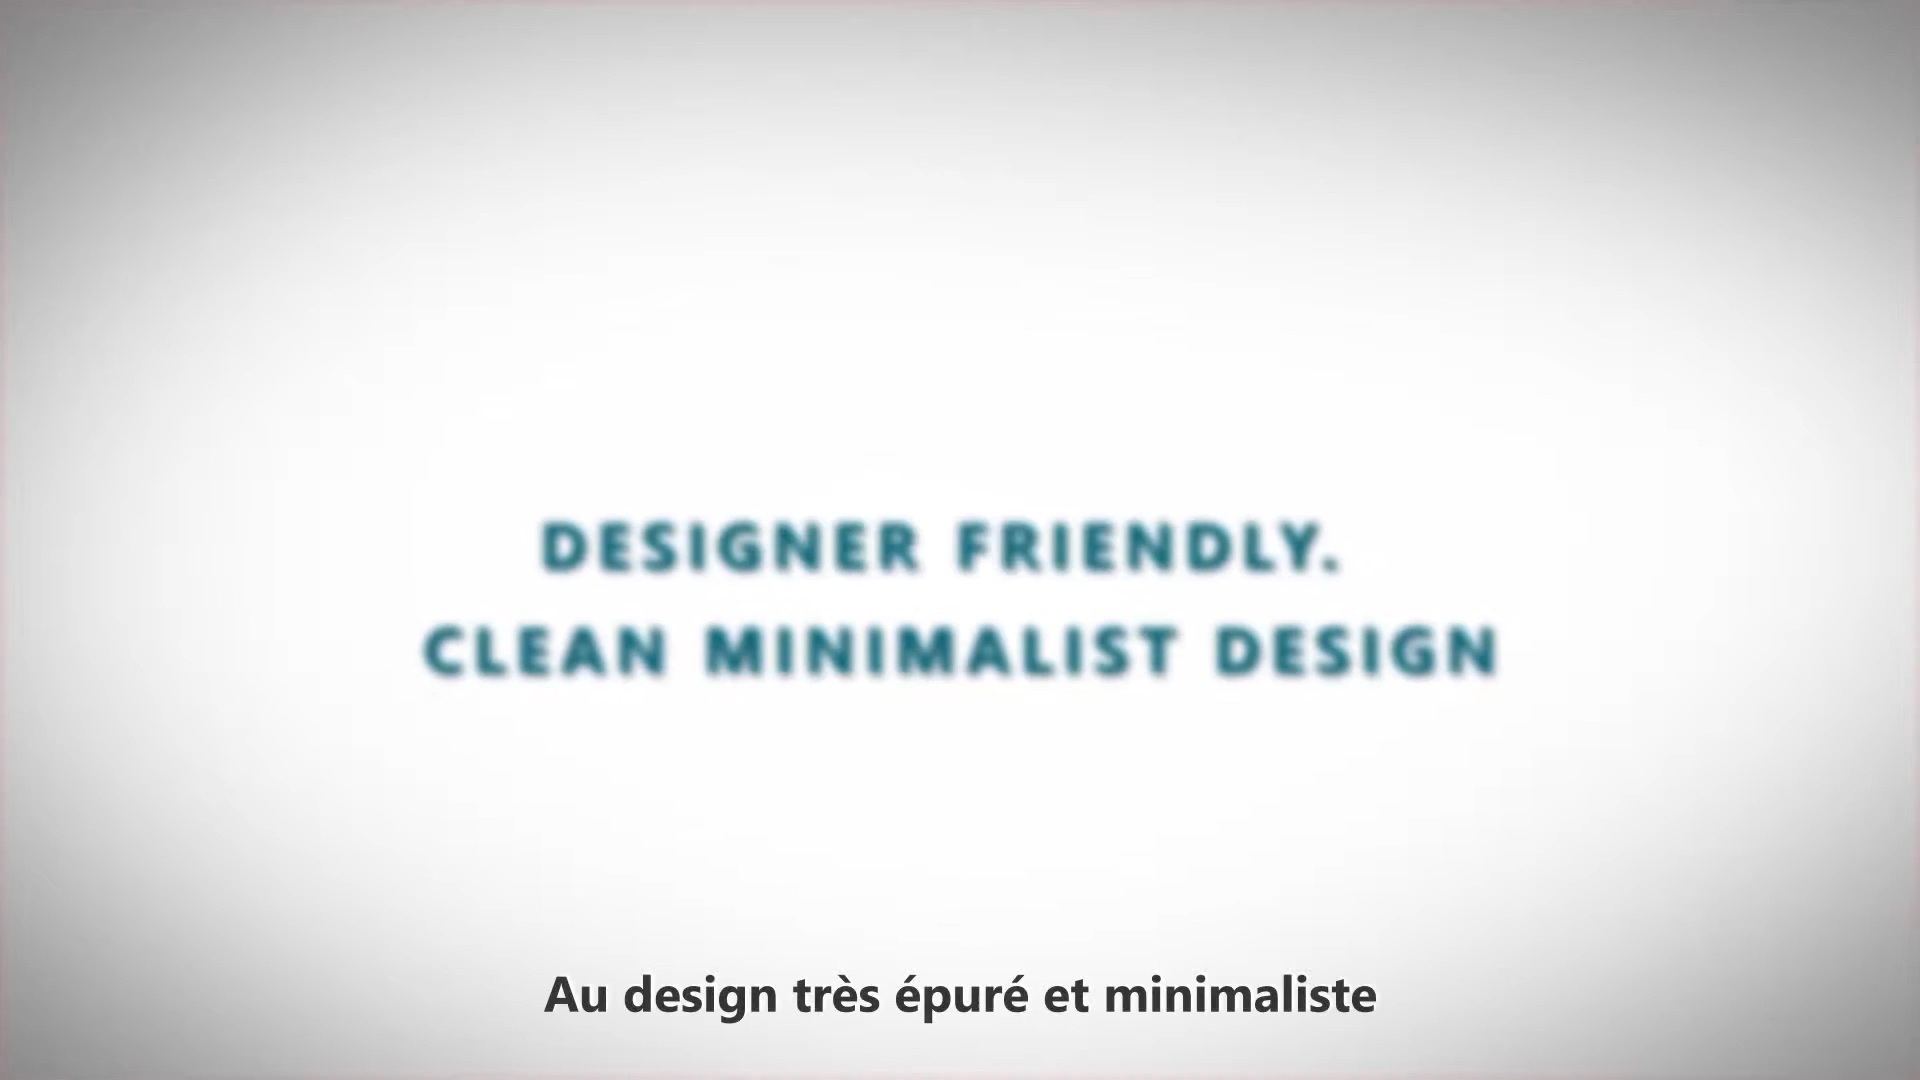 DESIGNER FRIENDLY.
CLEAN MINIMALIST DESIGN
Au design très épuré et minimaliste